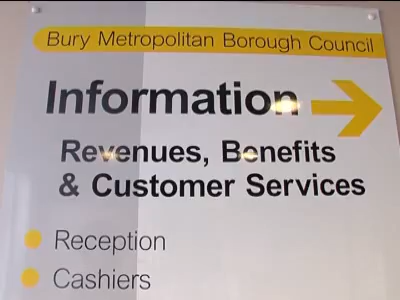 Bury Metropolitan Borough Council
Information
Revenues, Benefits
& Customer Services
Reception
Cashiers